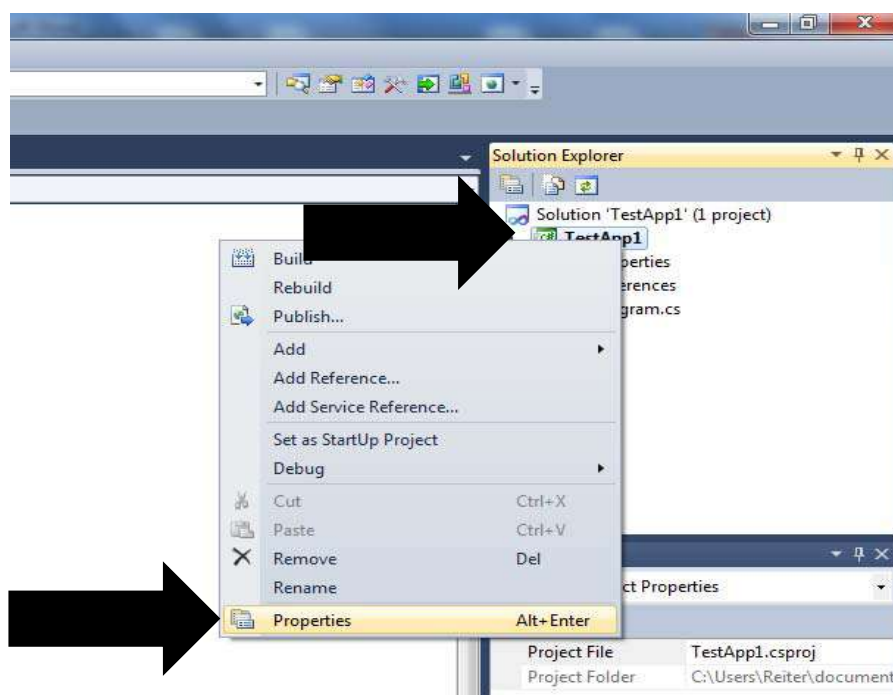 Solution Explorer
Solution 'TestApp1' (1 project)
TestApp1
Build
perties
Rebuild
erences
Publish...
gram.cs
Add
Add Reference...
Add Service Reference...
Set as StartUp Project
Debug
Cut Ctrl+X
Paste Ctrl+V
Remove Del
Rename
ct Properties
Properties Alt+Enter
Project File TestApp1.csproj
Project Folder C:\Users\Reiter\document